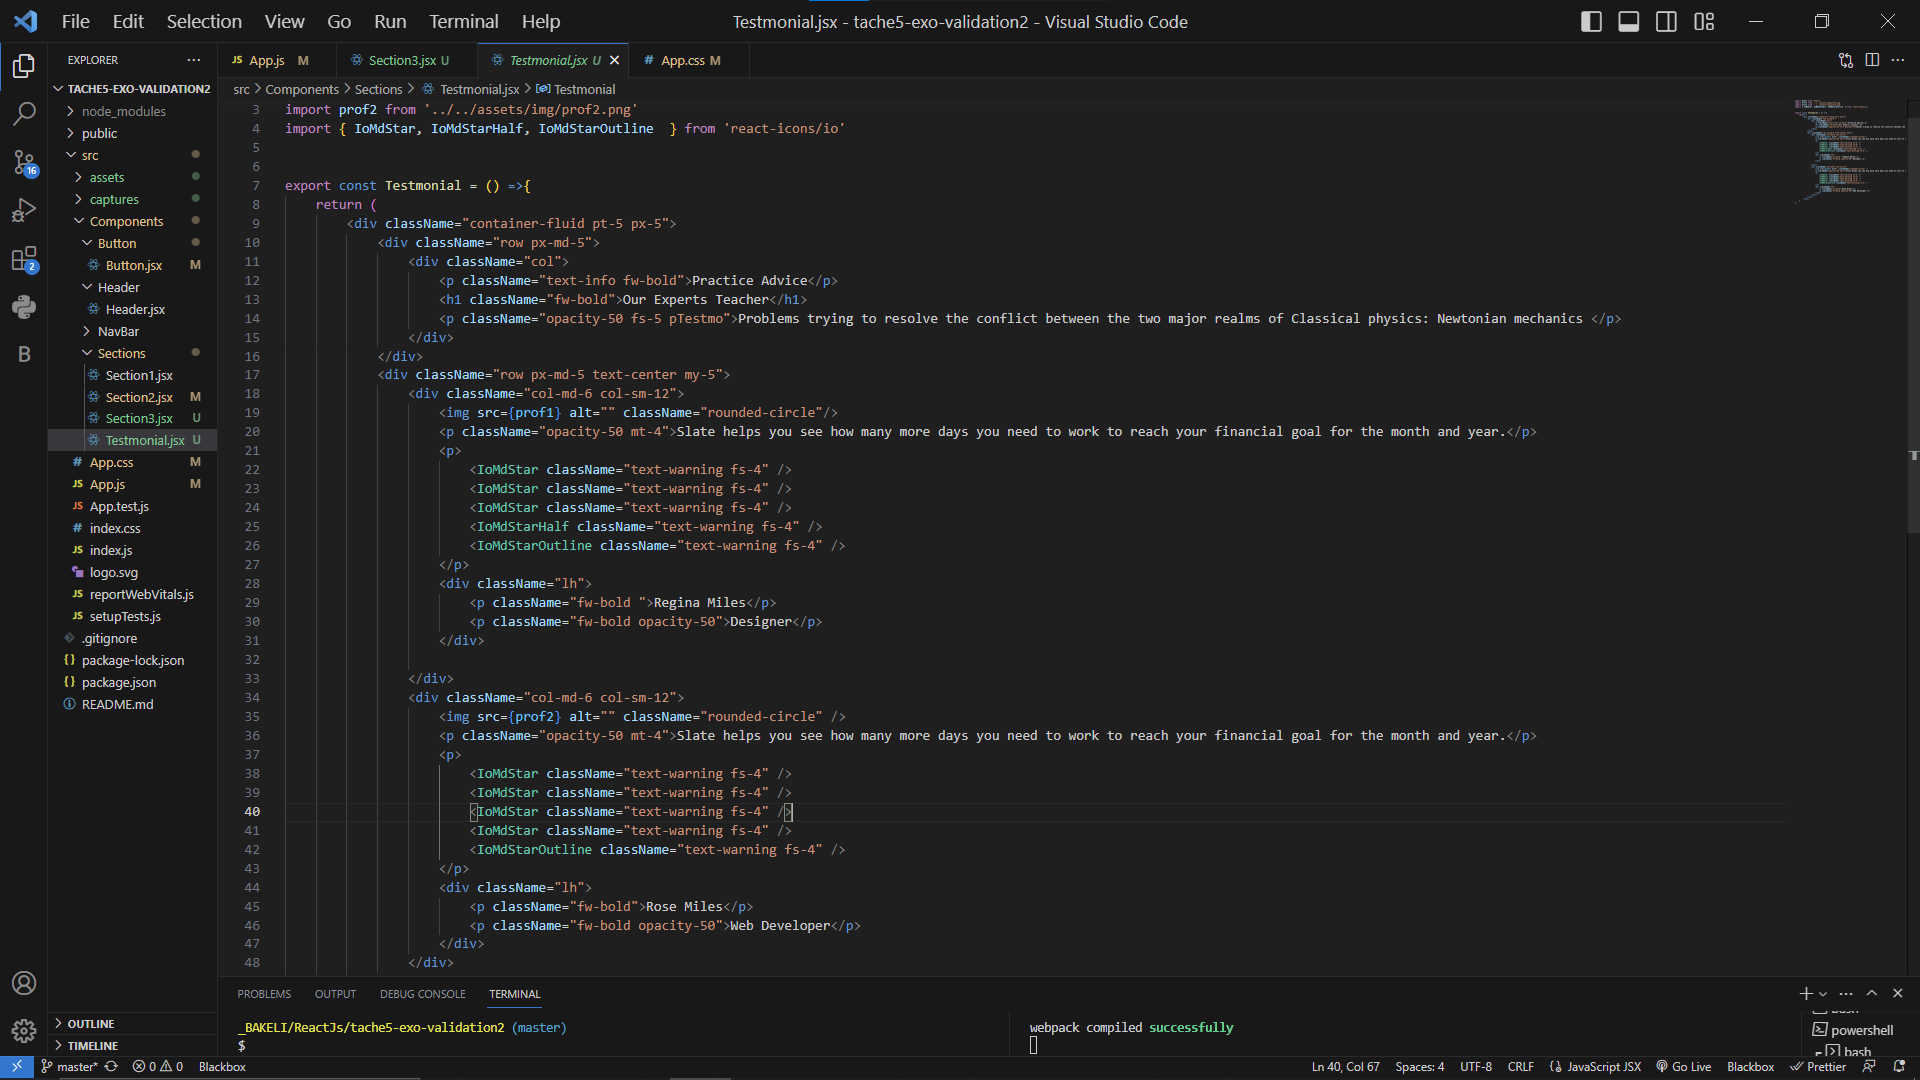 File Edit Selection View Go Run Terminal Help
Testmonial.jsx - tache5-exo-validation2 - Visual Studio Code
EXPLORER
TACHE5-EXO-VALIDATION2
node_modules
public
src
assets
captures
Components
Button
Button.jsx M
Header
Header.jsx
NavBar
Sections
Section1.jsx
Section2.jsx M
Section3.jsx U
Testmonial.jsx U
# App.css M
JS App.js M
JS App.test.js
# index.css
JS index.js
logo.svg
JS reportWebVitals.js
JS setupTests.js
.gitignore
{} package-lock.json
{} package.json
README.md
OUTLINE
TIMELINE
16
2
B
JS App.js M
Section3.jsx U
Testmonial.jsx U
# App.css M
src > Components > Sections > Testmonial.jsx > Testmonial
3 import prof2 from '../../assets/img/prof2.png'
4 import { IoMdStar, IoMdStarHalf, IoMdStarOutline  } from 'react-icons/io'
5
6
7 export const Testmonial = () =>{
8 return (
9 <div className="container-fluid pt-5 px-5">
10 <div className="row px-md-5">
11 <div className="col">
12 <p className="text-info fw-bold">Practice Advice</p>
13 <h1 className="fw-bold">Our Experts Teacher</h1>
14 <p className="opacity-50 fs-5 pTestmo">Problems trying to resolve the conflict between the two major realms of Classical physics: Newtonian mechanics </p>
15 </div>
16 </div>
17 <div className="row px-md-5 text-center my-5">
18 <div className="col-md-6 col-sm-12">
19 <img src={prof1} alt="" className="rounded-circle"/>
20 <p className="opacity-50 mt-4">Slate helps you see how many more days you need to work to reach your financial goal for the month and year.</p>
21 <p>
22 <IoMdStar className="text-warning fs-4" />
23 <IoMdStar className="text-warning fs-4" />
24 <IoMdStar className="text-warning fs-4" />
25 <IoMdStarHalf className="text-warning fs-4" />
26 <IoMdStarOutline className="text-warning fs-4" />
27 </p>
28 <div className="lh">
29 <p className="fw-bold ">Regina Miles</p>
30 <p className="fw-bold opacity-50">Designer</p>
31 </div>
32
33 </div>
34 <div className="col-md-6 col-sm-12">
35 <img src={prof2} alt="" className="rounded-circle" />
36 <p className="opacity-50 mt-4">Slate helps you see how many more days you need to work to reach your financial goal for the month and year.</p>
37 <p>
38 <IoMdStar className="text-warning fs-4" />
39 <IoMdStar className="text-warning fs-4" />
40 <IoMdStar className="text-warning fs-4" />
41 <IoMdStar className="text-warning fs-4" />
42 <IoMdStarOutline className="text-warning fs-4" />
43 </p>
44 <div className="lh">
45 <p className="fw-bold">Rose Miles</p>
46 <p className="fw-bold opacity-50">Web Developer</p>
47 </div>
48 </div>
PROBLEMS OUTPUT DEBUG CONSOLE TERMINAL
_BAKELI/ReactJs/tache5-exo-validation2 (master)
$
webpack compiled successfully
powershell
bash
master* 0 0 Blackbox
Ln 40, Col 67 Spaces: 4 UTF-8 CRLF {} JavaScript JSX Go Live Blackbox Prettier